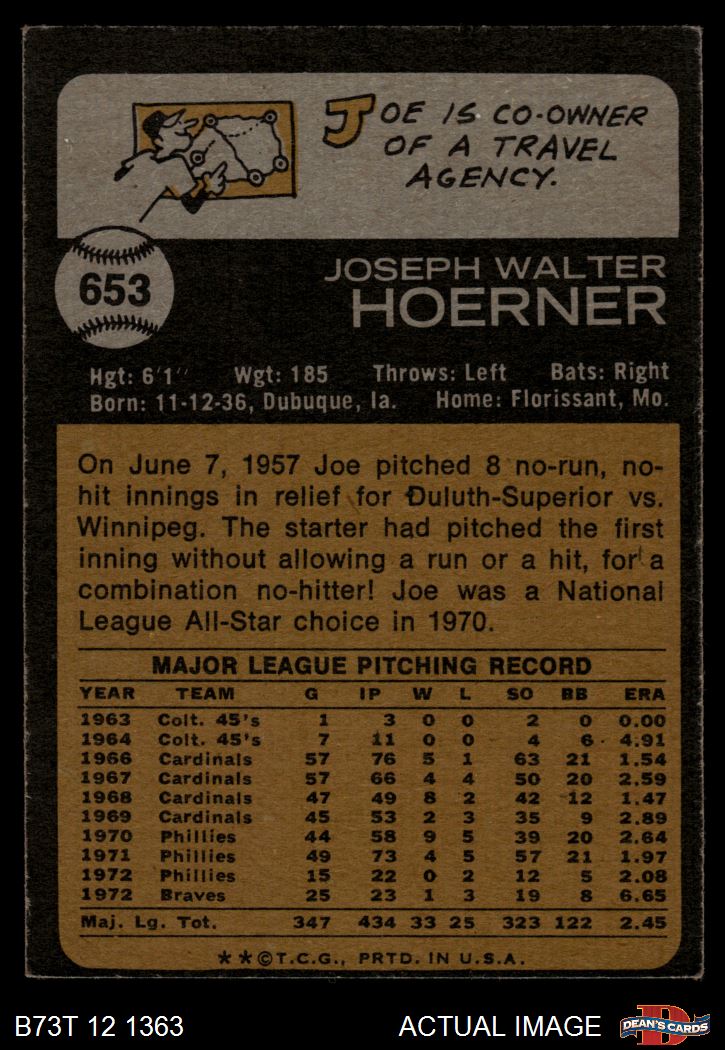 JOE IS CO-OWNER
OF A TRAVEL
AGENCY.
653
JOSEPH WALTER
HOERNER
Hgt: 6'1" Wgt: 185 Throws: Left Bats: Right
Born: 11-12-36, Dubuque, Ia. Home: Florissant, Mo.
On June 7, 1957 Joe pitched 8 no-run, no-
hit innings in relief for Duluth-Superior vs.
Winnipeg. The starter had pitched the first
inning without allowing a run or a hit, for a
combination no-hitter! Joe was a National
League All-Star choice in 1970.
MAJOR LEAGUE PITCHING RECORD
YEAR TEAM G IP W L SO BB ERA
1963 Colt. 45's 1 3 0 0 2 0 0.00
1964 Colt. 45's 7 11 0 0 4 6 4.91
1966 Cardinals 57 76 5 1 63 21 1.54
1967 Cardinals 57 66 4 4 50 20 2.59
1968 Cardinals 47 49 8 2 42 12 1.47
1969 Cardinals 45 53 2 3 35 9 2.89
1970 Phillies 44 58 9 5 39 20 2.64
1971 Phillies 49 73 4 5 57 21 1.97
1972 Phillies 15 22 0 2 12 5 2.08
1972 Braves 25 23 1 3 19 8 6.65
Maj. Lg. Tot. 347 434 33 25 323 122 2.45
**©T.C.G., PRTD. IN U.S.A.
B73T 12 1363 ACTUAL IMAGE D DEAN'S CARDS